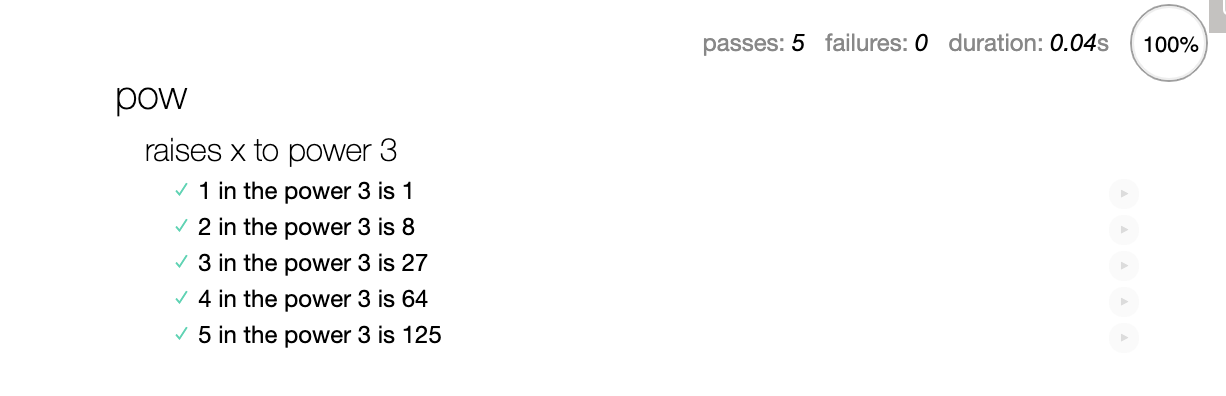 passes: 5 failures: 0 duration: 0.04s 100%
pow
raises x to power 3
✓ 1 in the power 3 is 1
✓ 2 in the power 3 is 8
✓ 3 in the power 3 is 27
✓ 4 in the power 3 is 64
✓ 5 in the power 3 is 125